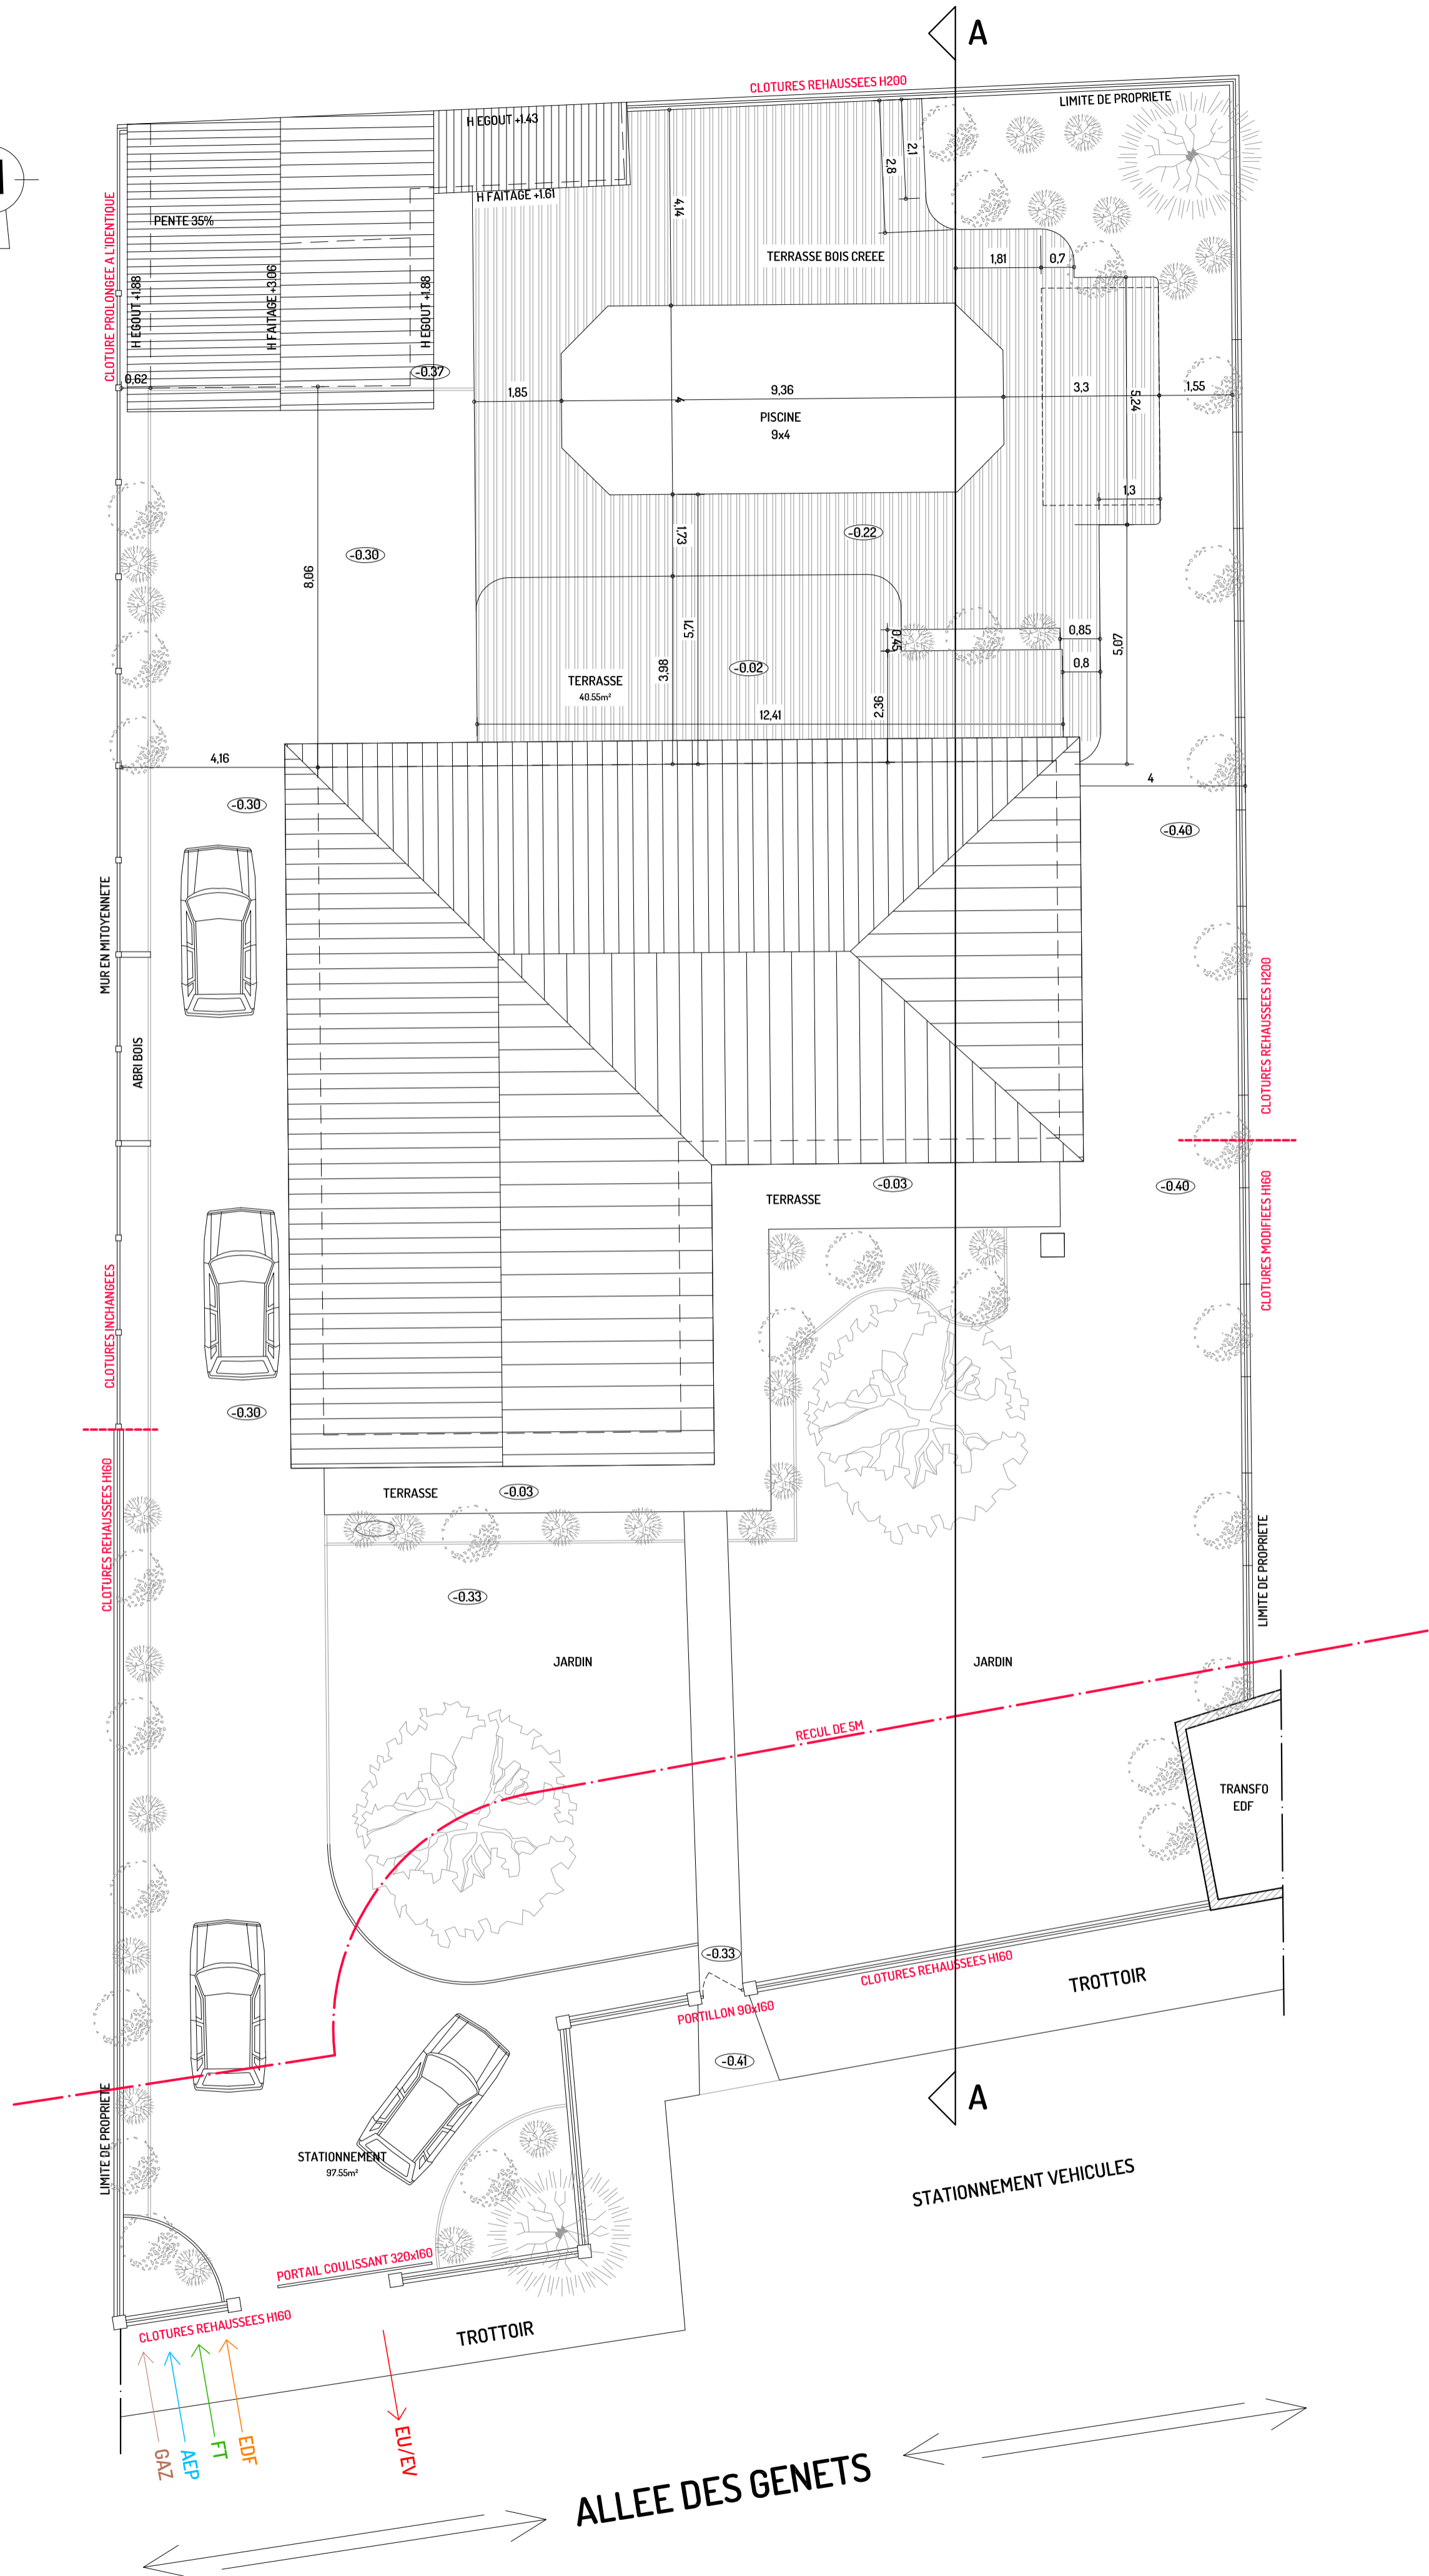 A
CLOTURES REHAUSSEES H200
LIMITE DE PROPRIETE
H EGOUT +1.43
H FAITAGE +1.61
CLOTURE PROLONGEE A L'IDENTIQUE
PENTE 35%
H EGOUT +1.88
H FAITAGE +3.06
H EGOUT +1.88
4,14
2,8
2,1
TERRASSE BOIS CREEE
1,81
0,7
0,62
-0.37
1,85
4
9,36
PISCINE
9x4
3,3
5,24
1,55
1,3
-0.30
8,06
1,73
-0.22
5,71
3,98
0,45
0,85
0,8
5,07
-0.02
TERRASSE
40.55m²
2,36
12,41
4,16
4
-0.30
-0.40
MUR EN MITOYENNETE
ABRI BOIS
CLOTURES REHAUSSEES H200
-0.03
TERRASSE
-0.40
CLOTURES MODIFIEES H160
CLOTURES INCHANGEES
-0.30
CLOTURES REHAUSSEES H160
TERRASSE
-0.03
-0.33
LIMITE DE PROPRIETE
JARDIN
JARDIN
RECUL DE 5M
TRANSFO
EDF
-0.33
CLOTURES REHAUSSEES H160
TROTTOIR
PORTILLON 90x160
-0.41
A
LIMITE DE PROPRIETE
STATIONNEMENT
97.55m²
STATIONNEMENT VEHICULES
PORTAIL COULISSANT 320x160
CLOTURES REHAUSSEES H160
TROTTOIR
GAZ
AEP
FT
EDF
EU/EV
ALLEE DES GENETS